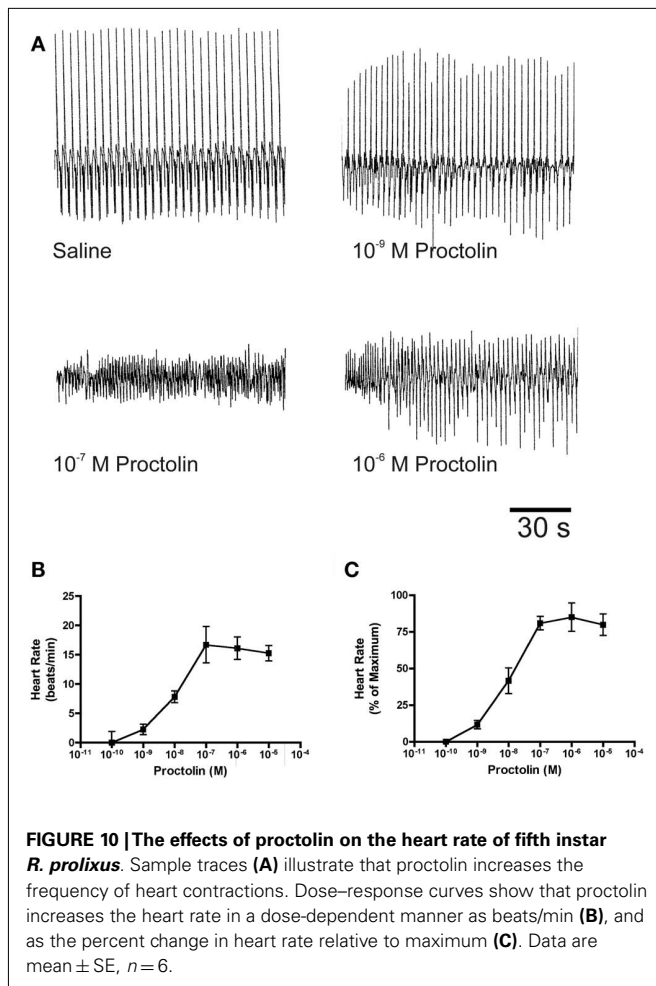 A
Saline
10⁻⁹ M Proctolin
10⁻⁷ M Proctolin
10⁻⁶ M Proctolin
30 s
B
Heart Rate
(beats/min)
25
20
15
10
5
0
10⁻¹¹ 10⁻¹⁰ 10⁻⁹ 10⁻⁸ 10⁻⁷ 10⁻⁶ 10⁻⁵ 10⁻⁴
Proctolin (M)
C
Heart Rate
(% of Maximum)
100
75
50
25
0
10⁻¹¹ 10⁻¹⁰ 10⁻⁹ 10⁻⁸ 10⁻⁷ 10⁻⁶ 10⁻⁵ 10⁻⁴
Proctolin (M)
FIGURE 10 | The effects of proctolin on the heart rate of fifth instar
R. prolixus. Sample traces (A) illustrate that proctolin increases the
frequency of heart contractions. Dose–response curves show that proctolin
increases the heart rate in a dose-dependent manner as beats/min (B), and
as the percent change in heart rate relative to maximum (C). Data are
mean ± SE, n = 6.